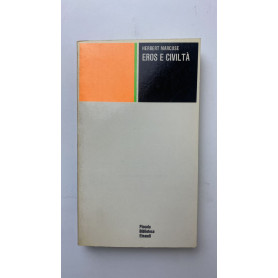 HERBERT MARCUSE
EROS E CIVILTÀ
Piccola
Biblioteca
Einaudi